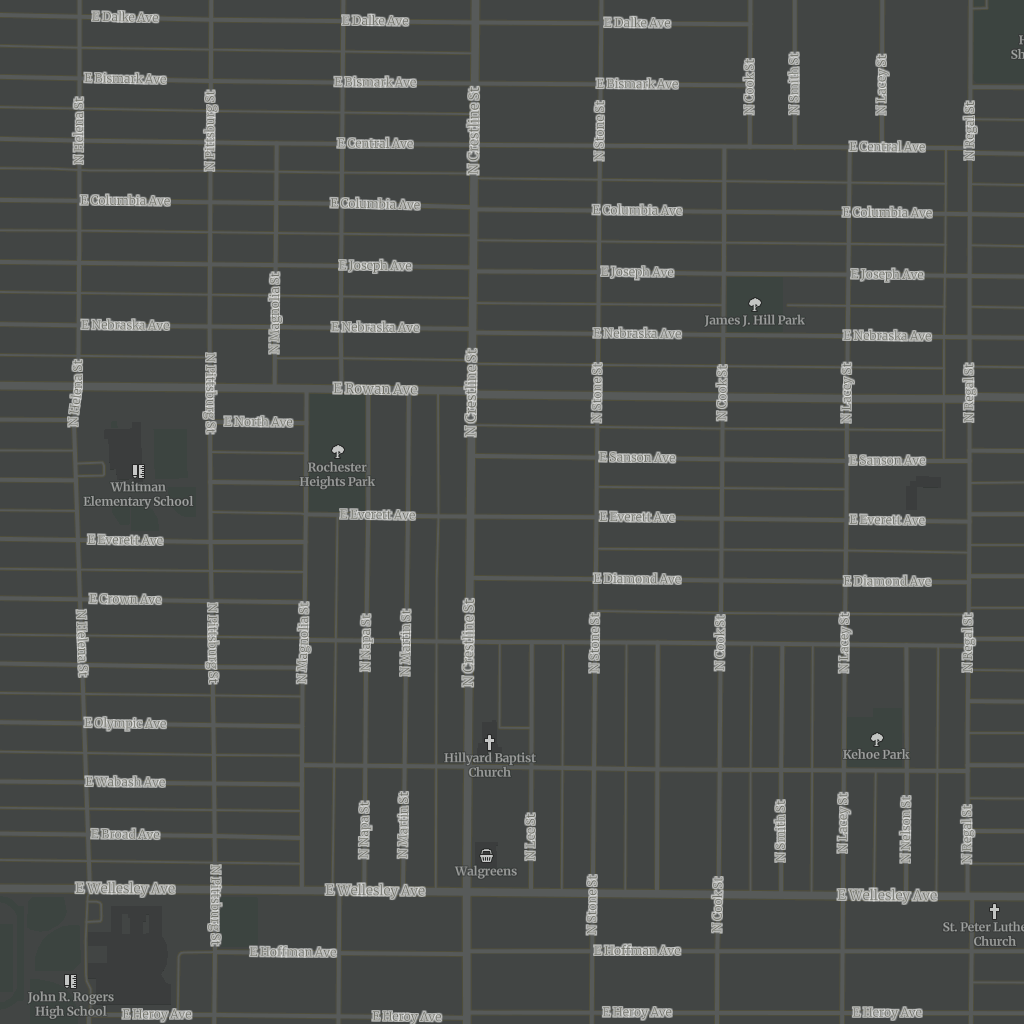 E Dalke Ave
E Dalke Ave
E Dalke Ave
H
Sh
E Bismark Ave
E Bismark Ave
E Bismark Ave
N Cook St
N Smith St
N Lacey St
N Helena St
N Pittsburg St
N Crestline St
N Stone St
N Regal St
E Central Ave
E Central Ave
E Columbia Ave
E Columbia Ave
E Columbia Ave
E Columbia Ave
E Joseph Ave
E Joseph Ave
E Joseph Ave
N Magnolia St
James J. Hill Park
E Nebraska Ave
E Nebraska Ave
E Nebraska Ave
E Nebraska Ave
N Helena St
N Pittsburg St
E Rowan Ave
N Crestline St
N Stone St
N Cook St
N Lacey St
N Regal St
E North Ave
Rochester
Heights Park
E Sanson Ave
E Sanson Ave
Whitman
Elementary School
E Everett Ave
E Everett Ave
E Everett Ave
E Everett Ave
E Diamond Ave
E Diamond Ave
E Crown Ave
N Helena St
N Pittsburg St
N Magnolia St
N Napa St
N Martin St
N Crestline St
N Stone St
N Cook St
N Lacey St
N Regal St
E Olympic Ave
Hillyard Baptist
Church
Kehoe Park
E Wabash Ave
E Broad Ave
N Napa St
N Martin St
N Lee St
N Smith St
N Lacey St
N Nelson St
N Regal St
Walgreens
E Wellesley Ave
E Wellesley Ave
E Wellesley Ave
N Pittsburg St
N Stone St
N Cook St
St. Peter Luthe
Church
E Hoffman Ave
E Hoffman Ave
John R. Rogers
High School
E Heroy Ave
E Heroy Ave
E Heroy Ave
E Heroy Ave